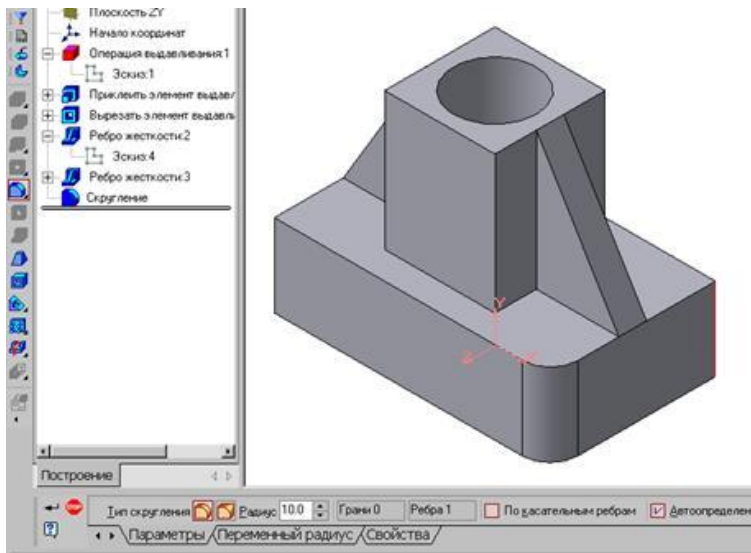 Плоскость ZY
Начало координат
Операция выдавливания:1
Эскиз:1
Приклеить элемент выдавл
Вырезать элемент выдавли
Ребро жесткости:2
Эскиз:4
Ребро жесткости:3
Скругление
Y
Z
X
Построение
Тип скругления Радиус 10.0 Грани 0 Ребра 1 По касательным ребрам Автоопределен
Параметры Переменный радиус Свойства